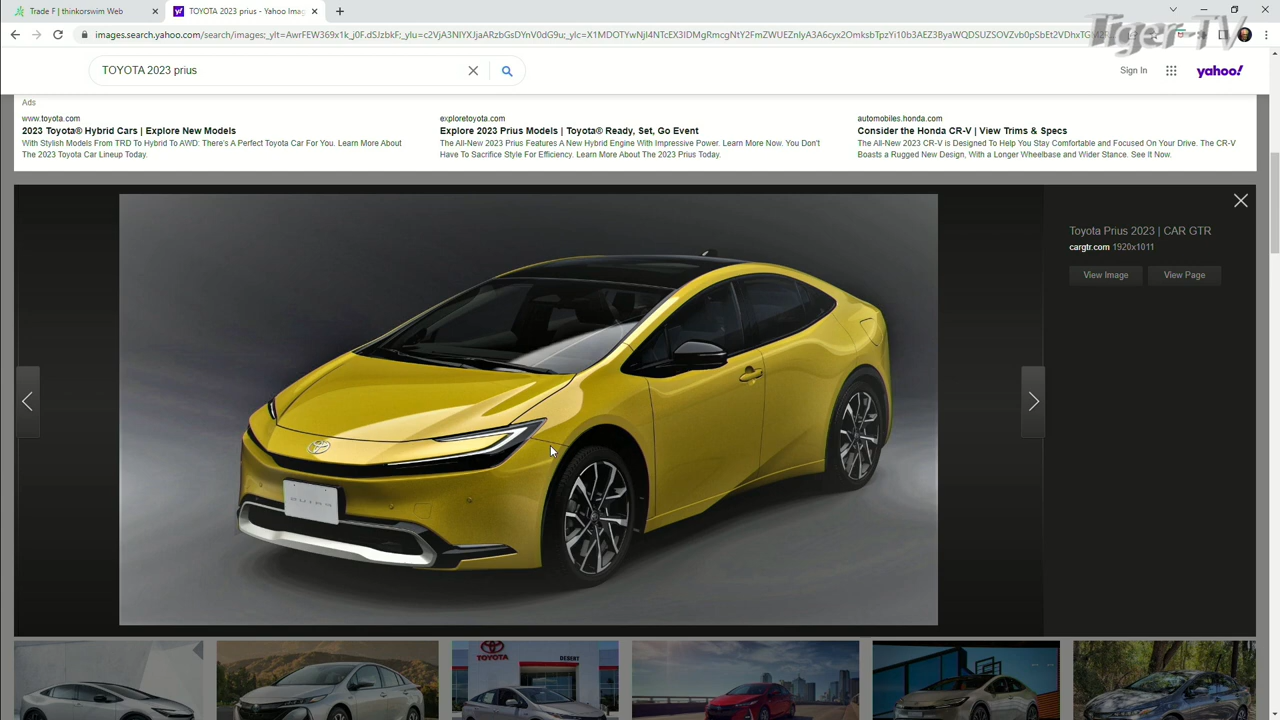 Trade F | thinkorswim Web
TOYOTA 2023 prius - Yahoo Ima
Tiger-TV
TOYOTA 2023 prius
Sign In
yahoo!
Ads
www.toyota.com
2023 Toyota® Hybrid Cars | Explore New Models
With Stylish Models From TRD To Hybrid To AWD: There's A Perfect Toyota Car For You. Learn More About
The 2023 Toyota Car Lineup Today.
exploretoyota.com
Explore 2023 Prius Models | Toyota® Ready, Set, Go Event
The All-New 2023 Prius Features A New Hybrid Engine With Impressive Power. Learn More Now. You Don't
Have To Sacrifice Style For Efficiency. Learn More About The 2023 Prius Today.
automobiles.honda.com
Consider the Honda CR-V | View Trims & Specs
The All-New 2023 CR-V is Designed To Help You Stay Comfortable and Focused On Your Drive. The CR-V
Boasts a Rugged New Design, With a Longer Wheelbase and Wider Stance. See It Now.
Toyota Prius 2023 | CAR GTR
cargtr.com 1920x1011
View Image
View Page
PRIUS
TOYOTA
DESERT